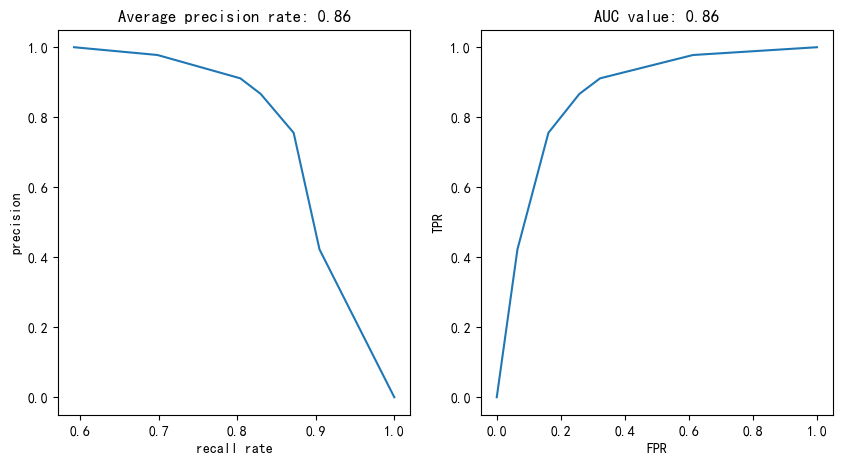 Average precision rate: 0.86
1.0
0.8
0.6
0.4
0.2
0.0
precision
0.6 0.7 0.8 0.9 1.0
recall rate
AUC value: 0.86
1.0
0.8
0.6
0.4
0.2
0.0
TPR
0.0 0.2 0.4 0.6 0.8 1.0
FPR